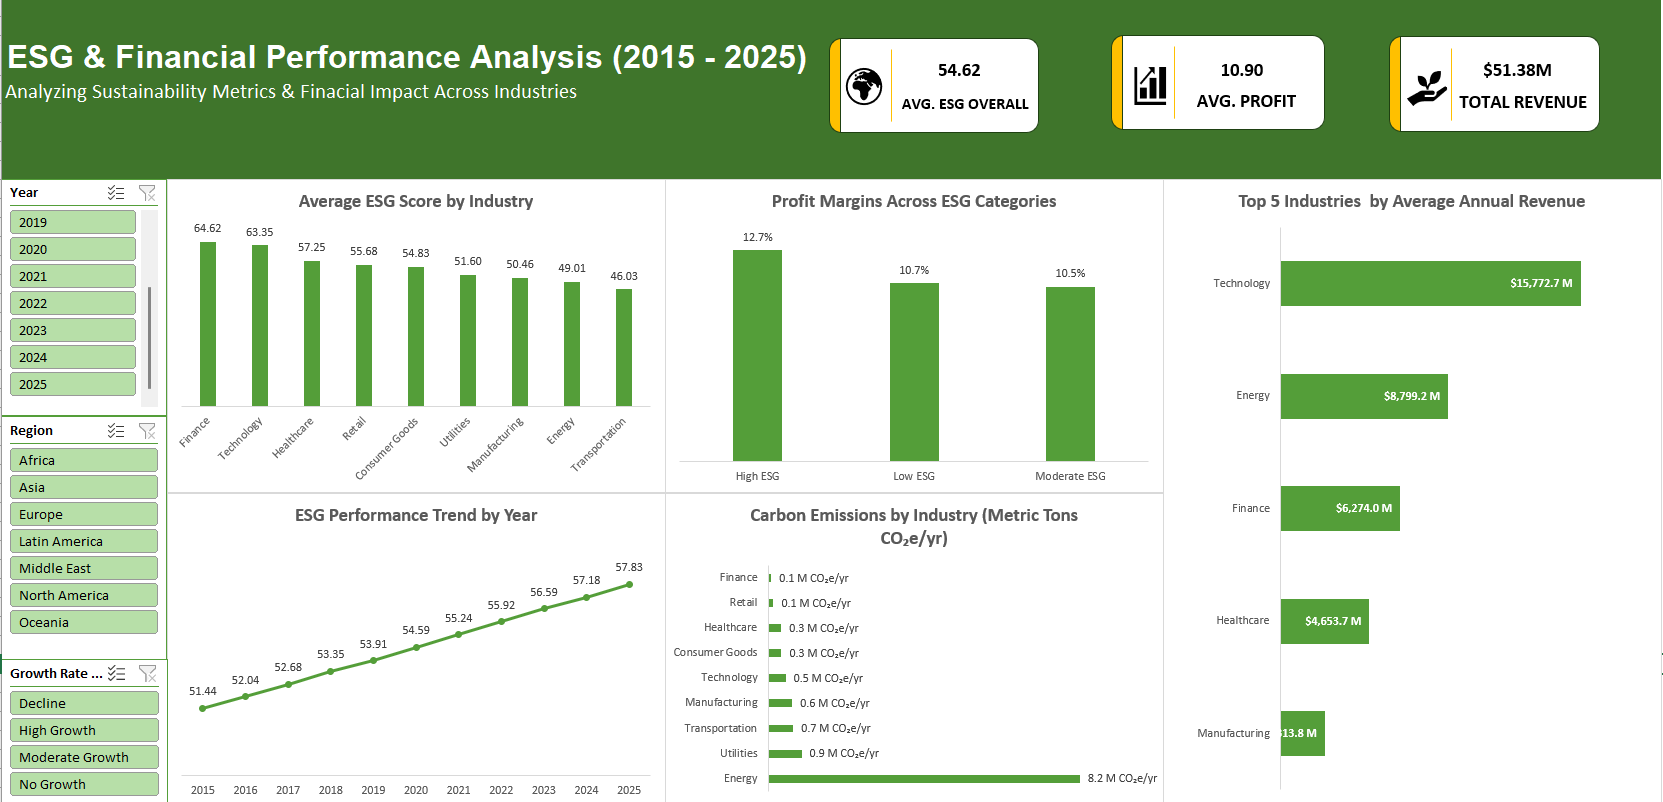 ESG & Financial Performance Analysis (2015 - 2025)
Analyzing Sustainability Metrics & Finacial Impact Across Industries
54.62
AVG. ESG OVERALL
10.90
AVG. PROFIT
$51.38M
TOTAL REVENUE
Year
2019
2020
2021
2022
2023
2024
2025
Region
Africa
Asia
Europe
Latin America
Middle East
North America
Oceania
Growth Rate ...
Decline
High Growth
Moderate Growth
No Growth
Average ESG Score by Industry
64.62
63.35
57.25
55.68
54.83
51.60
50.46
49.01
46.03
Finance
Technology
Healthcare
Retail
Consumer Goods
Utilities
Manufacturing
Energy
Transportation
Profit Margins Across ESG Categories
12.7%
10.7%
10.5%
High ESG
Low ESG
Moderate ESG
Top 5 Industries by Average Annual Revenue
Technology
$15,772.7 M
Energy
$8,799.2 M
Finance
$6,274.0 M
Healthcare
$4,653.7 M
Manufacturing
13.8 M
ESG Performance Trend by Year
51.44
52.04
52.68
53.35
53.91
54.59
55.24
55.92
56.59
57.18
57.83
2015
2016
2017
2018
2019
2020
2021
2022
2023
2024
2025
Carbon Emissions by Industry (Metric Tons
CO₂e/yr)
Finance 0.1 M CO₂e/yr
Retail 0.1 M CO₂e/yr
Healthcare 0.3 M CO₂e/yr
Consumer Goods 0.3 M CO₂e/yr
Technology 0.5 M CO₂e/yr
Manufacturing 0.6 M CO₂e/yr
Transportation 0.7 M CO₂e/yr
Utilities 0.9 M CO₂e/yr
Energy 8.2 M CO₂e/yr